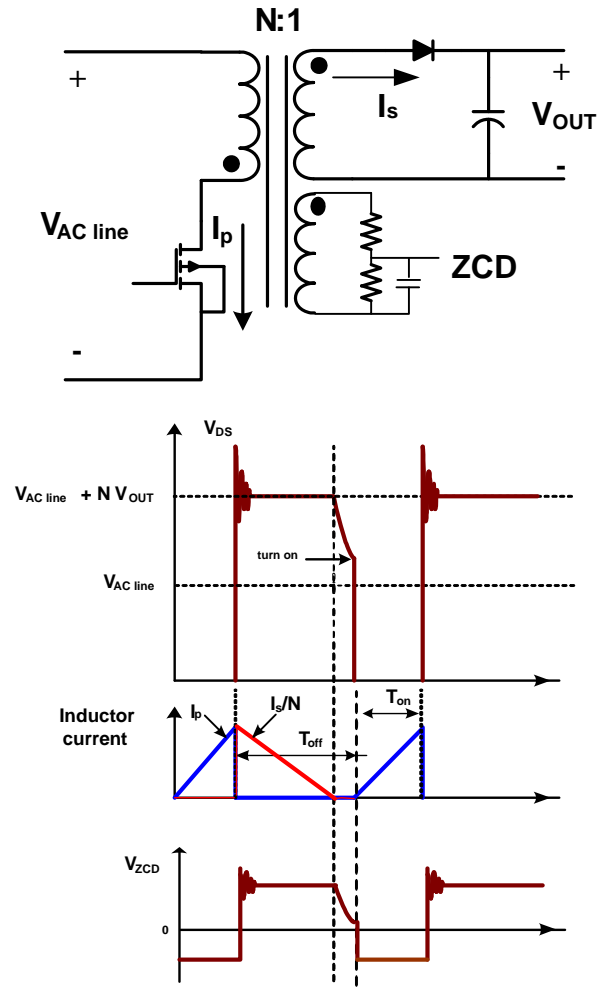 N:1
+
+
Is
VOUT
-
VAC line
Ip
ZCD
-
VDS
VAC line + N VOUT
turn on
VAC line
Inductor current
Ip
Is/N
Toff
Ton
VZCD
0